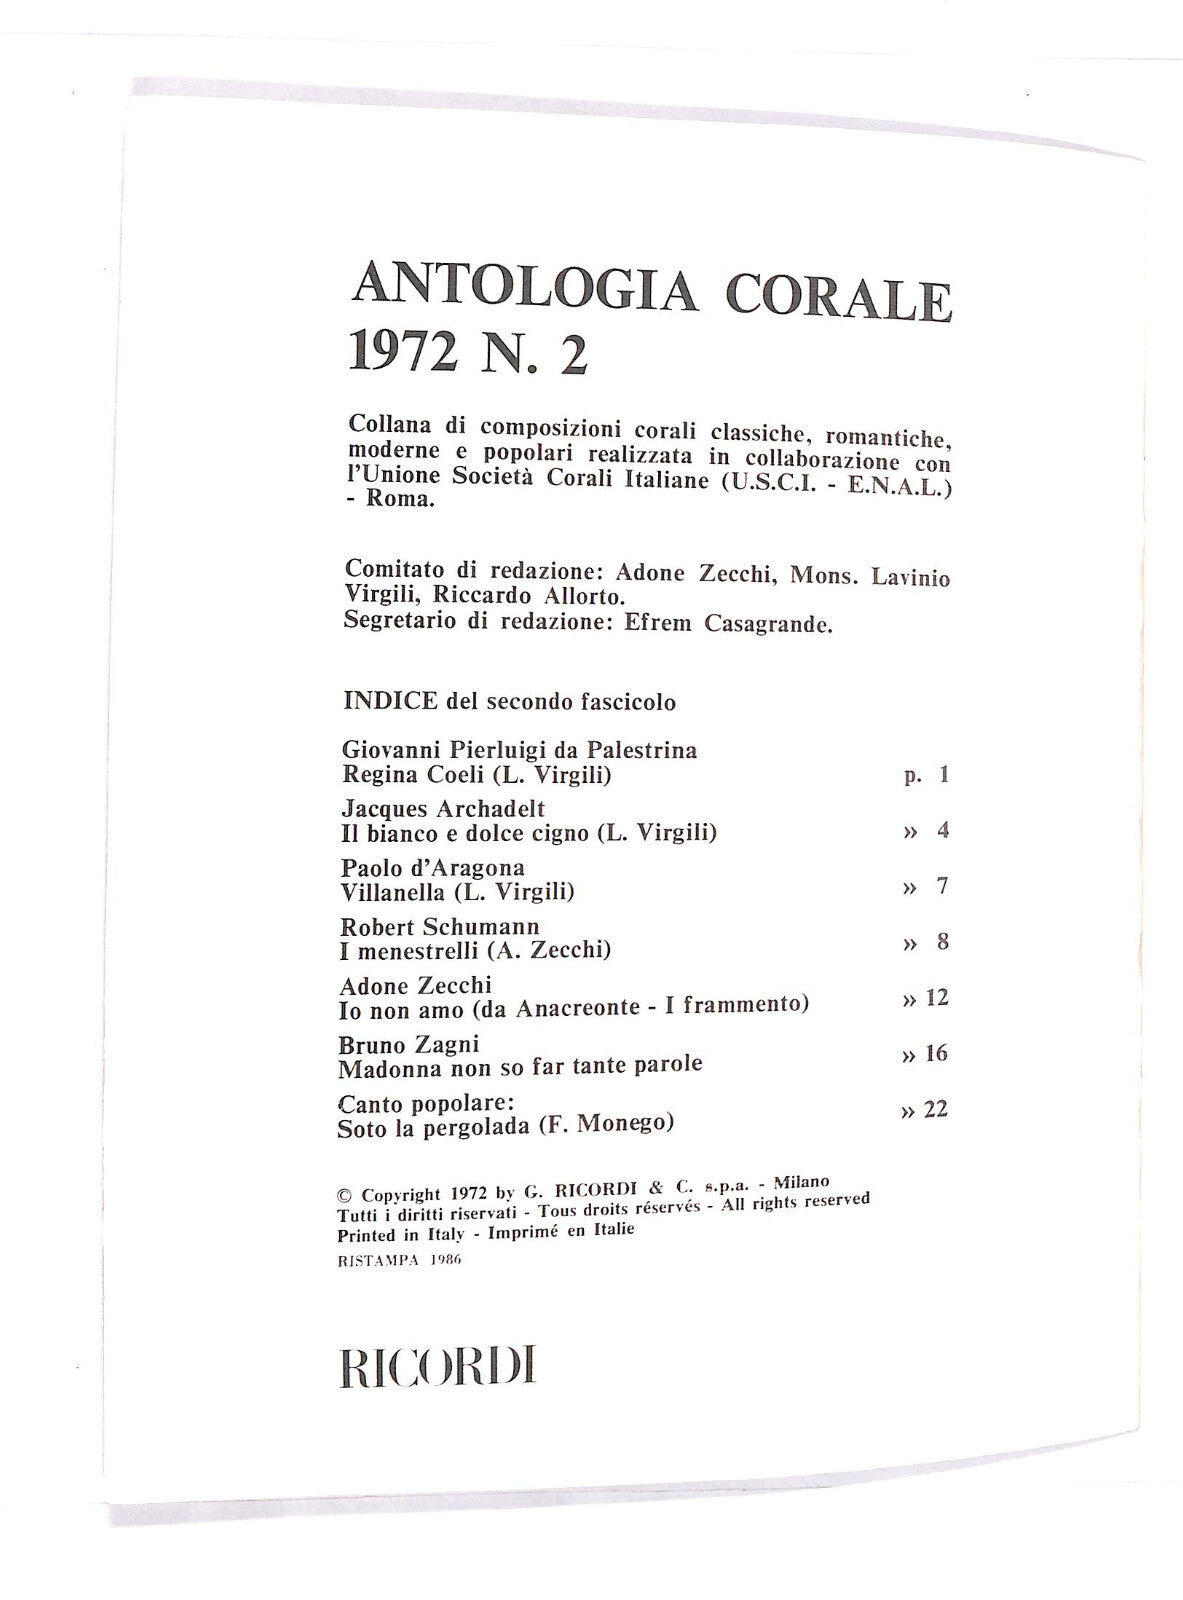 ANTOLOGIA CORALE
1972 N. 2
Collana di composizioni corali classiche, romantiche,
moderne e popolari realizzata in collaborazione con
l'Unione Società Corali Italiane (U.S.C.I. - E.N.A.L.)
- Roma.
Comitato di redazione: Adone Zecchi, Mons. Lavinio
Virgili, Riccardo Allorto.
Segretario di redazione: Efrem Casagrande.
INDICE del secondo fascicolo
Giovanni Pierluigi da Palestrina
Regina Coeli (L. Virgili) p. 1
Jacques Archadelt
Il bianco e dolce cigno (L. Virgili) » 4
Paolo d'Aragona
Villanella (L. Virgili) » 7
Robert Schumann
I menestrelli (A. Zecchi) » 8
Adone Zecchi
Io non amo (da Anacreonte - I frammento) » 12
Bruno Zagni
Madonna non so far tante parole » 16
Canto popolare:
Soto la pergolada (F. Monego) » 22
© Copyright 1972 by G. RICORDI & C. s.p.a. - Milano
Tutti i diritti riservati - Tous droits réservés - All rights reserved
Printed in Italy - Imprimé en Italie
RISTAMPA 1986
RICORDI